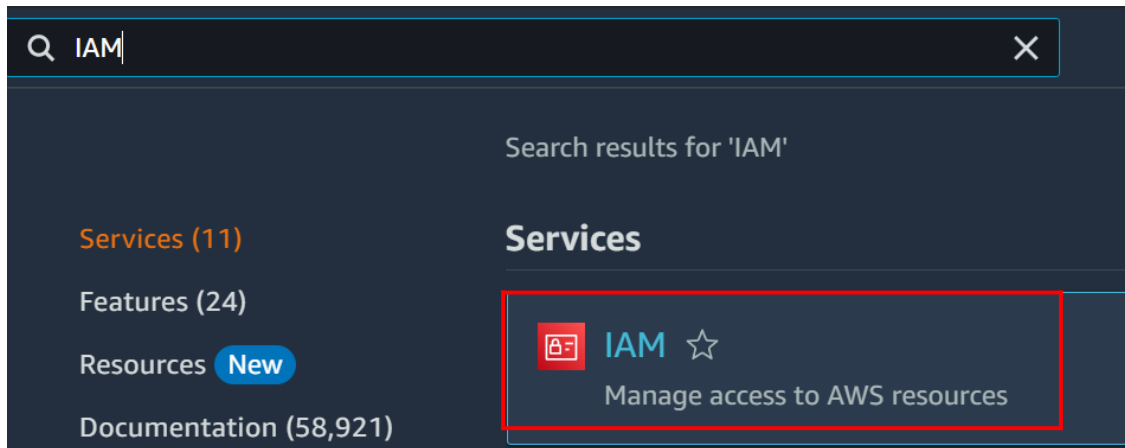 IAM
Search results for 'IAM'
Services (11)
Features (24)
Resources New
Documentation (58,921)
Services
IAM
Manage access to AWS resources